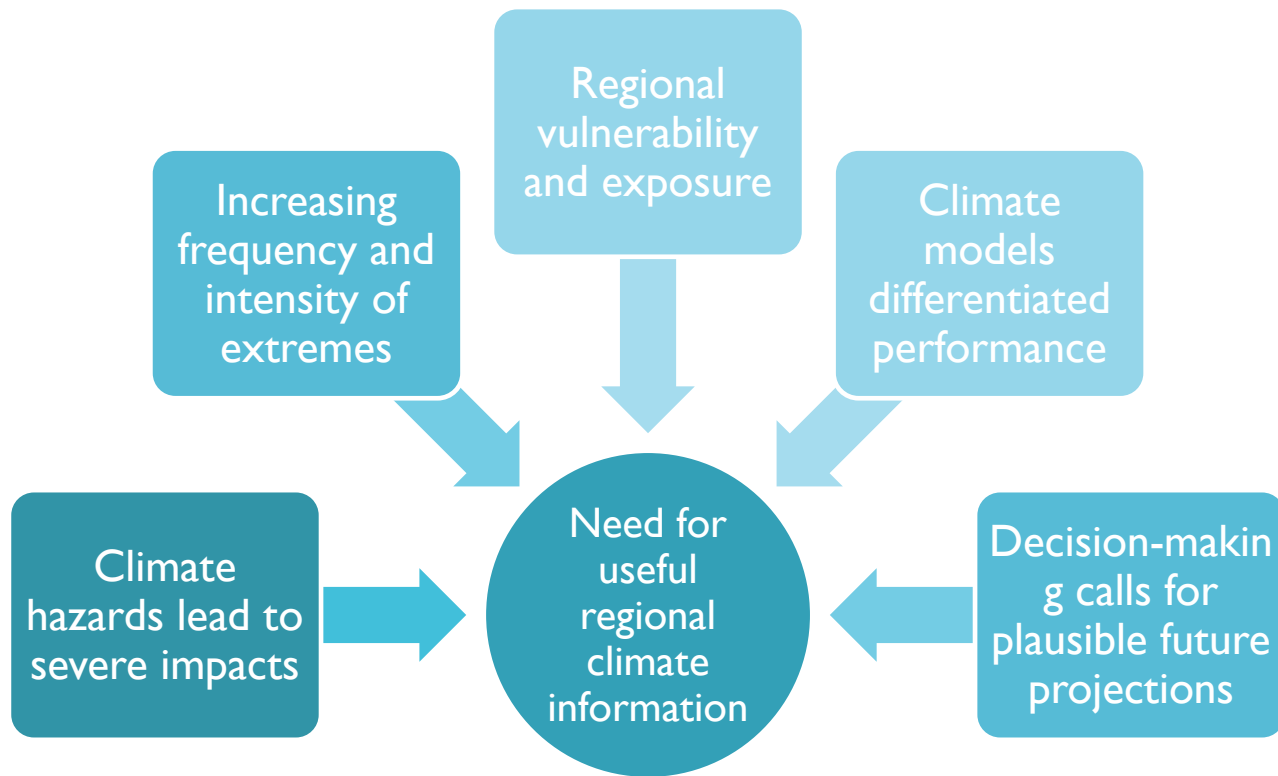 Regional
vulnerability
and exposure
Increasing
frequency and
intensity of
extremes
Climate
models
differentiated
performance
Climate
hazards lead to
severe impacts
Need for
useful
regional
climate
information
Decision-makin
g calls for
plausible future
projections